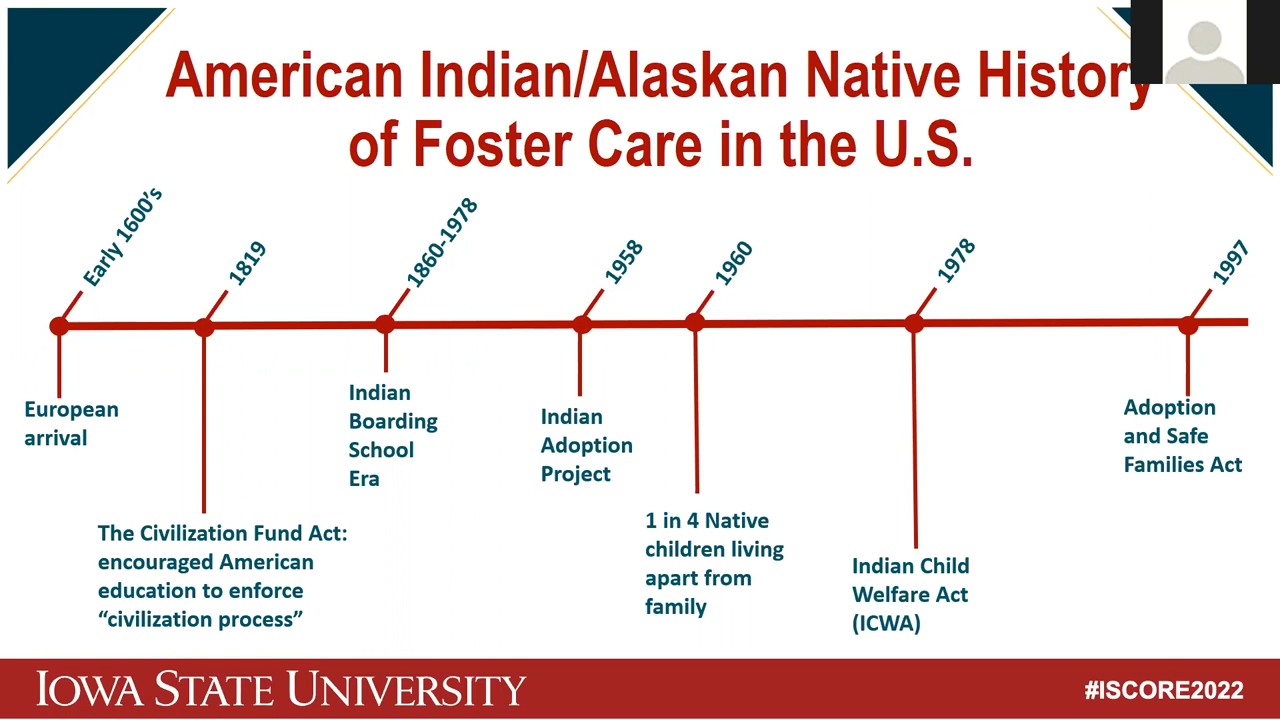 American Indian/Alaskan Native History
of Foster Care in the U.S.
Early 1600's
1819
1860-1978
1958
1960
1978
1997
European
arrival
The Civilization Fund Act:
encouraged American
education to enforce
“civilization process”
Indian
Boarding
School
Era
Indian
Adoption
Project
1 in 4 Native
children living
apart from
family
Indian Child
Welfare Act
(ICWA)
Adoption
and Safe
Families Act
IOWA STATE UNIVERSITY
#ISCORE2022